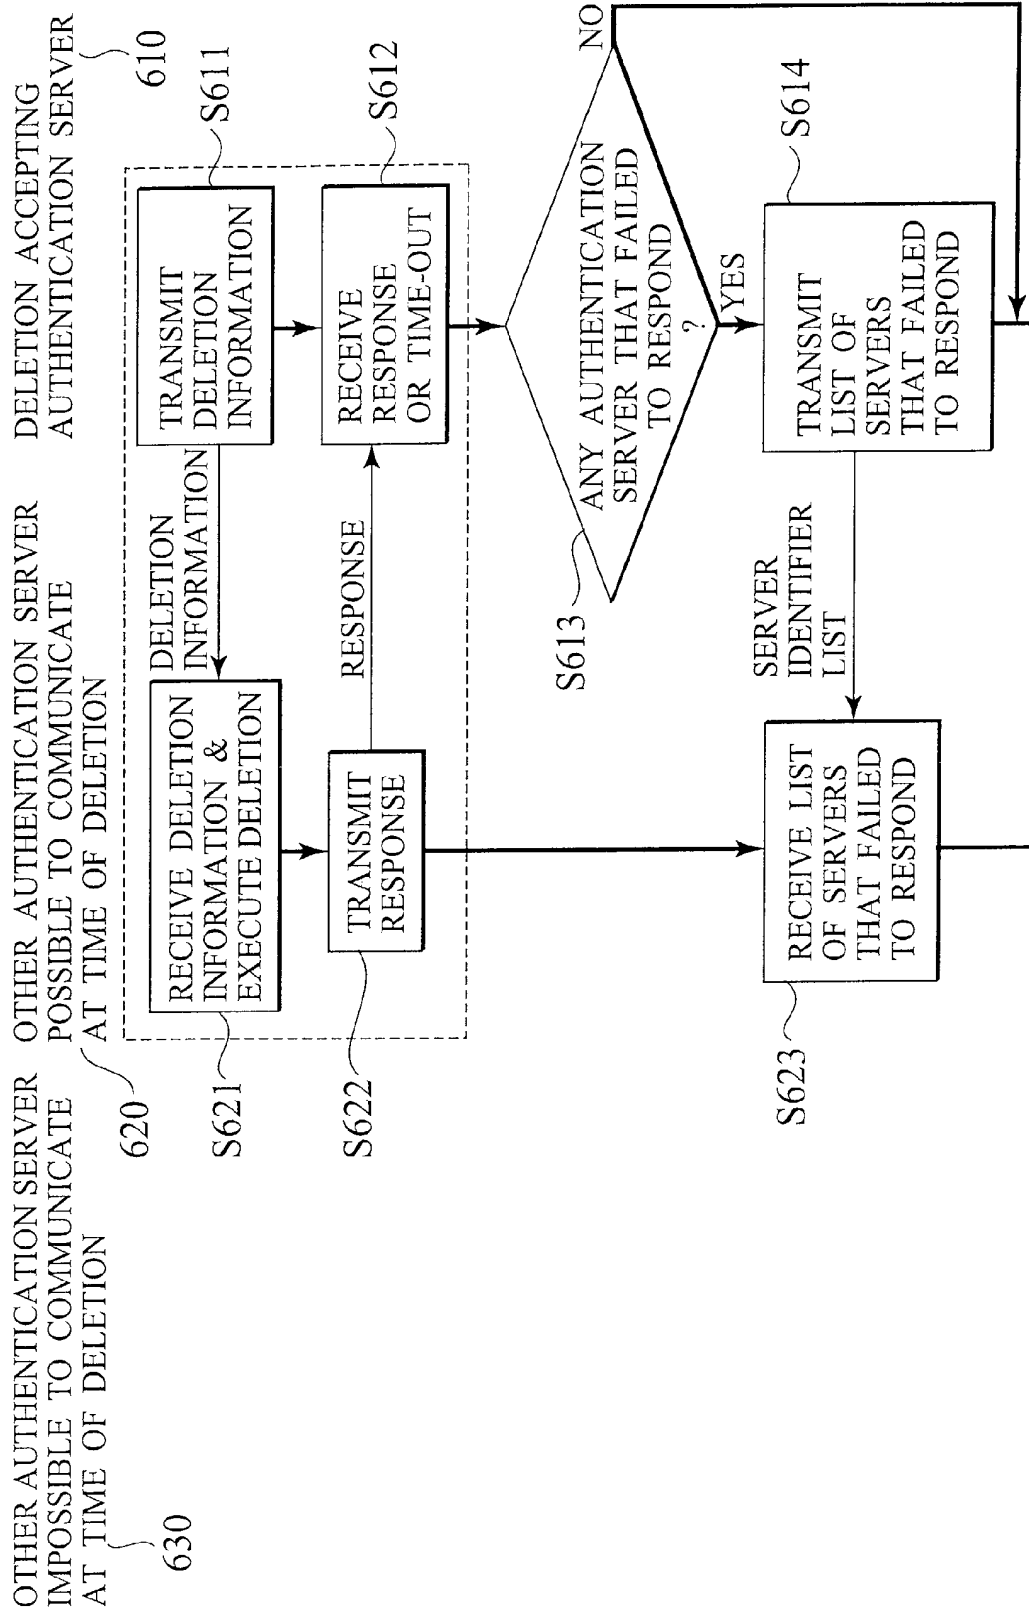 OTHER AUTHENTICATION SERVER
IMPOSSIBLE TO COMMUNICATE
AT TIME OF DELETION
630
OTHER AUTHENTICATION SERVER
POSSIBLE TO COMMUNICATE
AT TIME OF DELETION
620
DELETION ACCEPTING
AUTHENTICATION SERVER
610
S621
RECEIVE DELETION
INFORMATION &
EXECUTE DELETION
DELETION
INFORMATION
TRANSMIT
DELETION
INFORMATION
S611
S622
TRANSMIT
RESPONSE
RESPONSE
RECEIVE
RESPONSE
OR TIME-OUT
S612
S613
ANY AUTHENTICATION
SERVER THAT FAILED
TO RESPOND
?
NO
YES
S623
RECEIVE LIST
OF SERVERS
THAT FAILED
TO RESPOND
SERVER
IDENTIFIER
LIST
TRANSMIT
LIST OF
SERVERS
THAT FAILED
TO RESPOND
S614